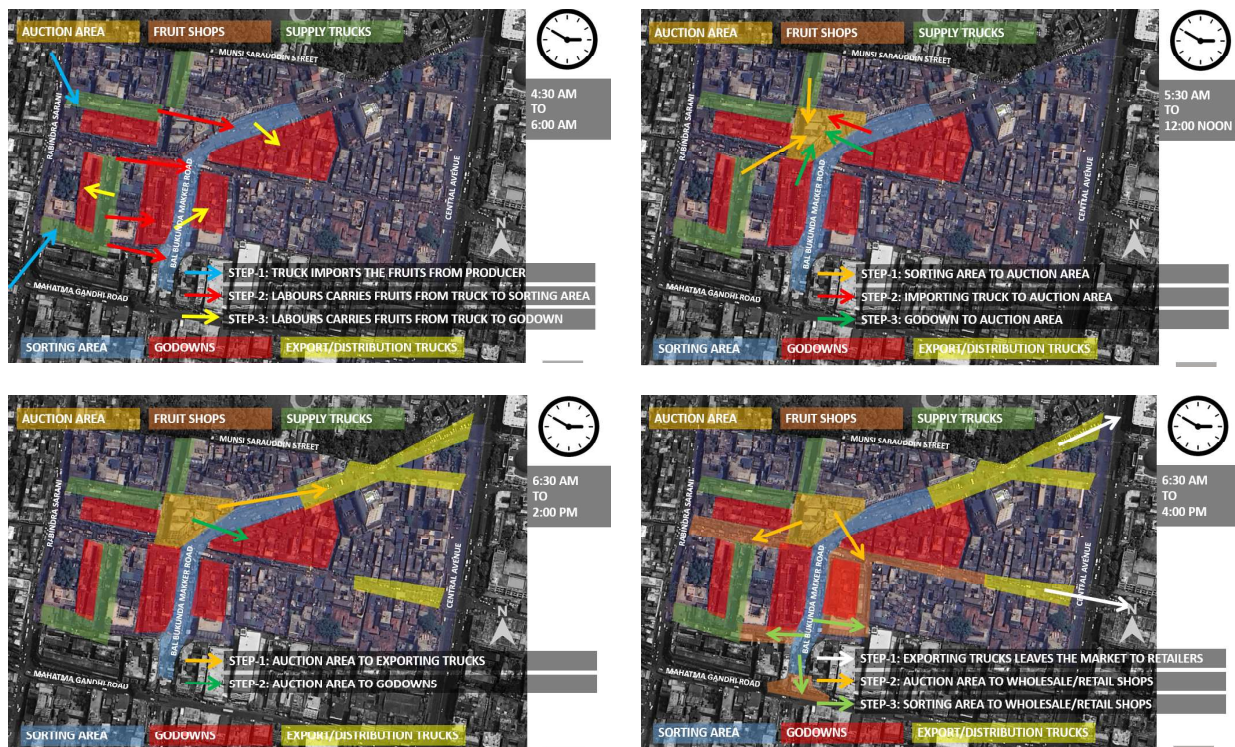 AUCTION AREA
FRUIT SHOPS
SUPPLY TRUCKS
MUNSI SARAUDDIN STREET
RABINDRA SARANI
BAL BUKUNDA MAKKER ROAD
CENTRAL AVENUE
N
MAHATMA GANDHI ROAD
4:30 AM
TO
6:00 AM
STEP-1: TRUCK IMPORTS THE FRUITS FROM PRODUCER
STEP-2: LABOURS CARRIES FRUITS FROM TRUCK TO SORTING AREA
STEP-3: LABOURS CARRIES FRUITS FROM TRUCK TO GODOWN
SORTING AREA
GODOWNS
EXPORT/DISTRIBUTION TRUCKS
AUCTION AREA
FRUIT SHOPS
SUPPLY TRUCKS
MUNSI SARAUDDIN STREET
RABINDRA SARANI
BAL BUKUNDA MAKKER ROAD
CENTRAL AVENUE
N
MAHATMA GANDHI ROAD
5:30 AM
TO
12:00 NOON
STEP-1: SORTING AREA TO AUCTION AREA
STEP-2: IMPORTING TRUCK TO AUCTION AREA
STEP-3: GODOWN TO AUCTION AREA
SORTING AREA
GODOWNS
EXPORT/DISTRIBUTION TRUCKS
AUCTION AREA
FRUIT SHOPS
SUPPLY TRUCKS
MUNSI SARAUDDIN STREET
RABINDRA SARANI
BAL BUKUNDA MAKKER ROAD
CENTRAL AVENUE
N
MAHATMA GANDHI ROAD
6:30 AM
TO
2:00 PM
STEP-1: AUCTION AREA TO EXPORTING TRUCKS
STEP-2: AUCTION AREA TO GODOWNS
SORTING AREA
GODOWNS
EXPORT/DISTRIBUTION TRUCKS
AUCTION AREA
FRUIT SHOPS
SUPPLY TRUCKS
MUNSI SARAUDDIN STREET
RABINDRA SARANI
BAL BUKUNDA MAKKER ROAD
CENTRAL AVENUE
N
MAHATMA GANDHI ROAD
6:30 AM
TO
4:00 PM
STEP-1: EXPORTING TRUCKS LEAVES THE MARKET TO RETAILERS
STEP-2: AUCTION AREA TO WHOLESALE/RETAIL SHOPS
STEP-3: SORTING AREA TO WHOLESALE/RETAIL SHOPS
SORTING AREA
GODOWNS
EXPORT/DISTRIBUTION TRUCKS